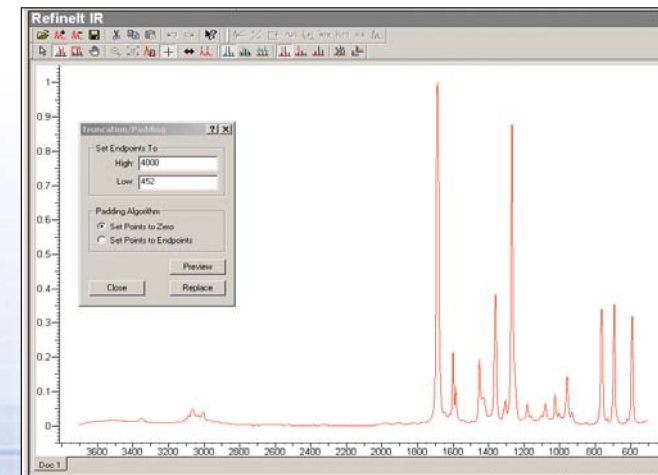 RefineIt IR
1
0.9
0.8
0.7
0.6
0.5
0.4
0.3
0.2
0.1
0
Truncation/Padding
Set Endpoints To
High: 4000
Low: 452
Padding Algorithm
Set Points to Zero
Set Points to Endpoints
Preview
Close Replace
3600 3400 3200 3000 2800 2600 2400 2200 2000 1800 1600 1400 1200 1000 800 600
Doc 1